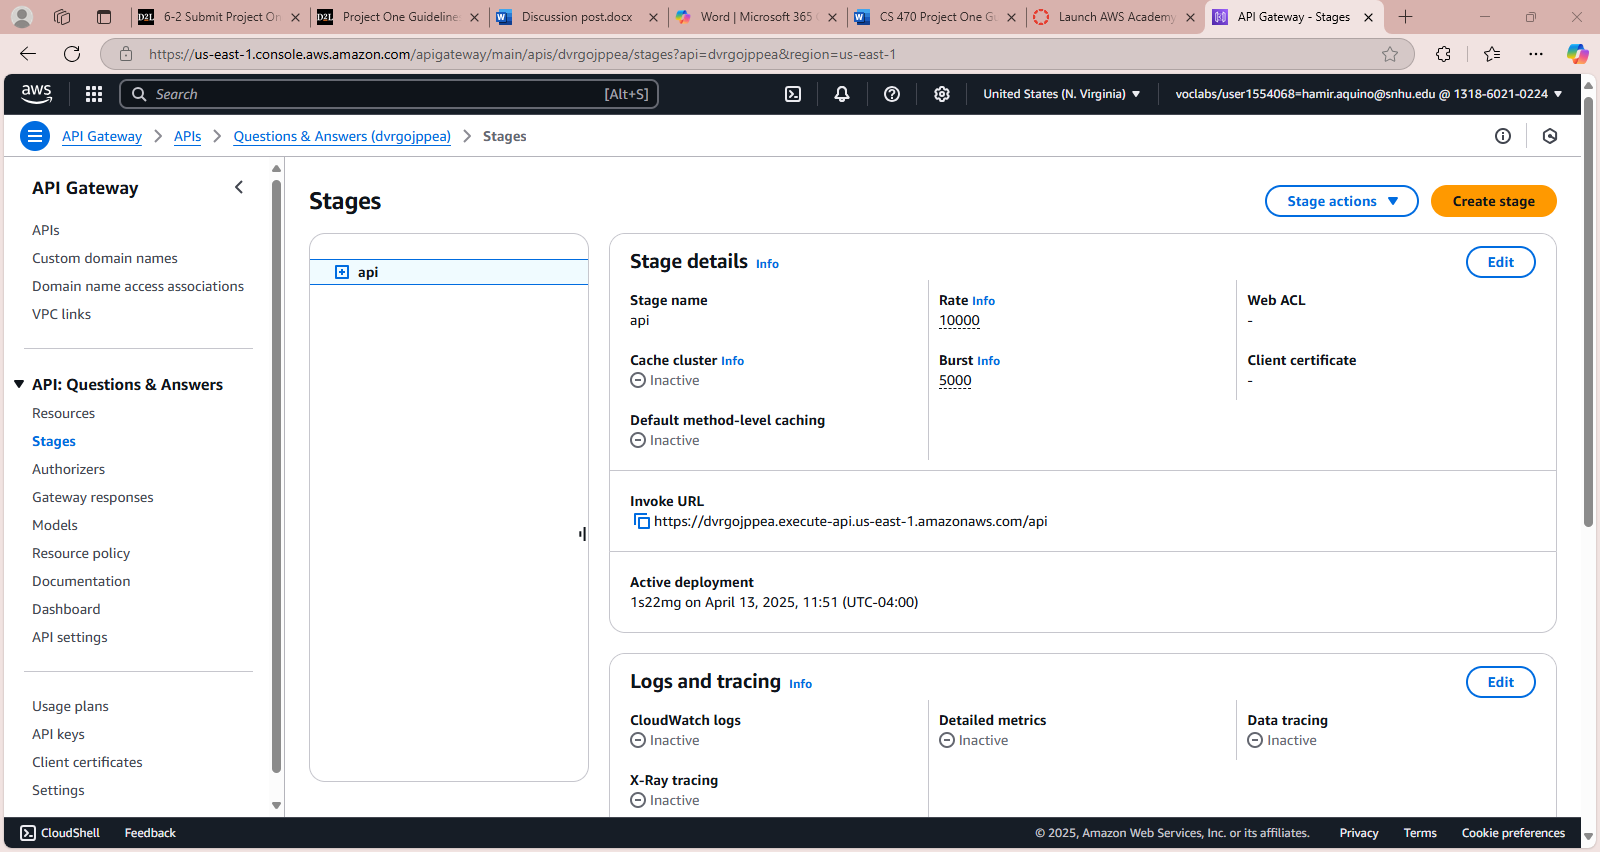 6-2 Submit Project On
Project One Guideline
Discussion post.docx
Word | Microsoft 365
CS 470 Project One Gu
Launch AWS Academy
API Gateway - Stages
https://us-east-1.console.aws.amazon.com/apigateway/main/apis/dvrgojppea/stages?api=dvrgojppea&region=us-east-1
aws
Search
[Alt+S]
United States (N. Virginia)
voclabs/user1554068=hamir.aquino@snhu.edu @ 1318-6021-0224
API Gateway > APIs > Questions & Answers (dvrgojppea) > Stages
API Gateway
APIs
Custom domain names
Domain name access associations
VPC links
API: Questions & Answers
Resources
Stages
Authorizers
Gateway responses
Models
Resource policy
Documentation
Dashboard
API settings
Usage plans
API keys
Client certificates
Settings
Stages
Stage actions
Create stage
api
Stage details Info
Edit
Stage name
api
Rate Info
10000
Web ACL
-
Cache cluster Info
Inactive
Burst Info
5000
Client certificate
-
Default method-level caching
Inactive
Invoke URL
https://dvrgojppea.execute-api.us-east-1.amazonaws.com/api
Active deployment
1s22mg on April 13, 2025, 11:51 (UTC-04:00)
Logs and tracing Info
Edit
CloudWatch logs
Inactive
Detailed metrics
Inactive
Data tracing
Inactive
X-Ray tracing
Inactive
CloudShell
Feedback
© 2025, Amazon Web Services, Inc. or its affiliates.
Privacy
Terms
Cookie preferences